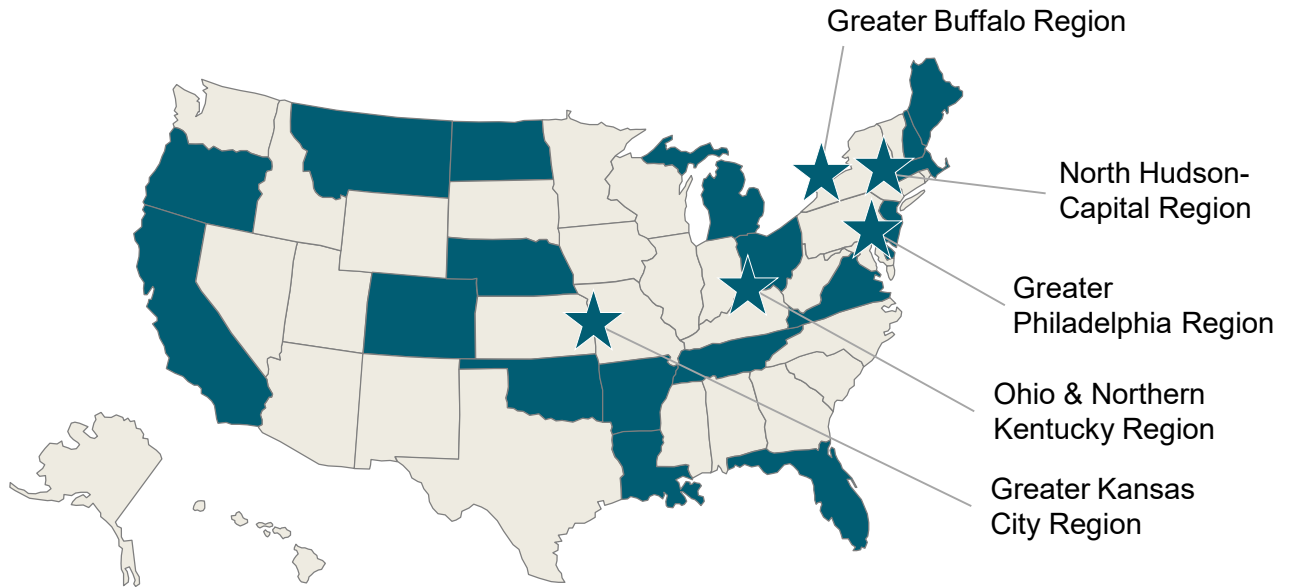 Greater Buffalo Region
North Hudson-
Capital Region
Greater
Philadelphia Region
Ohio & Northern
Kentucky Region
Greater Kansas
City Region